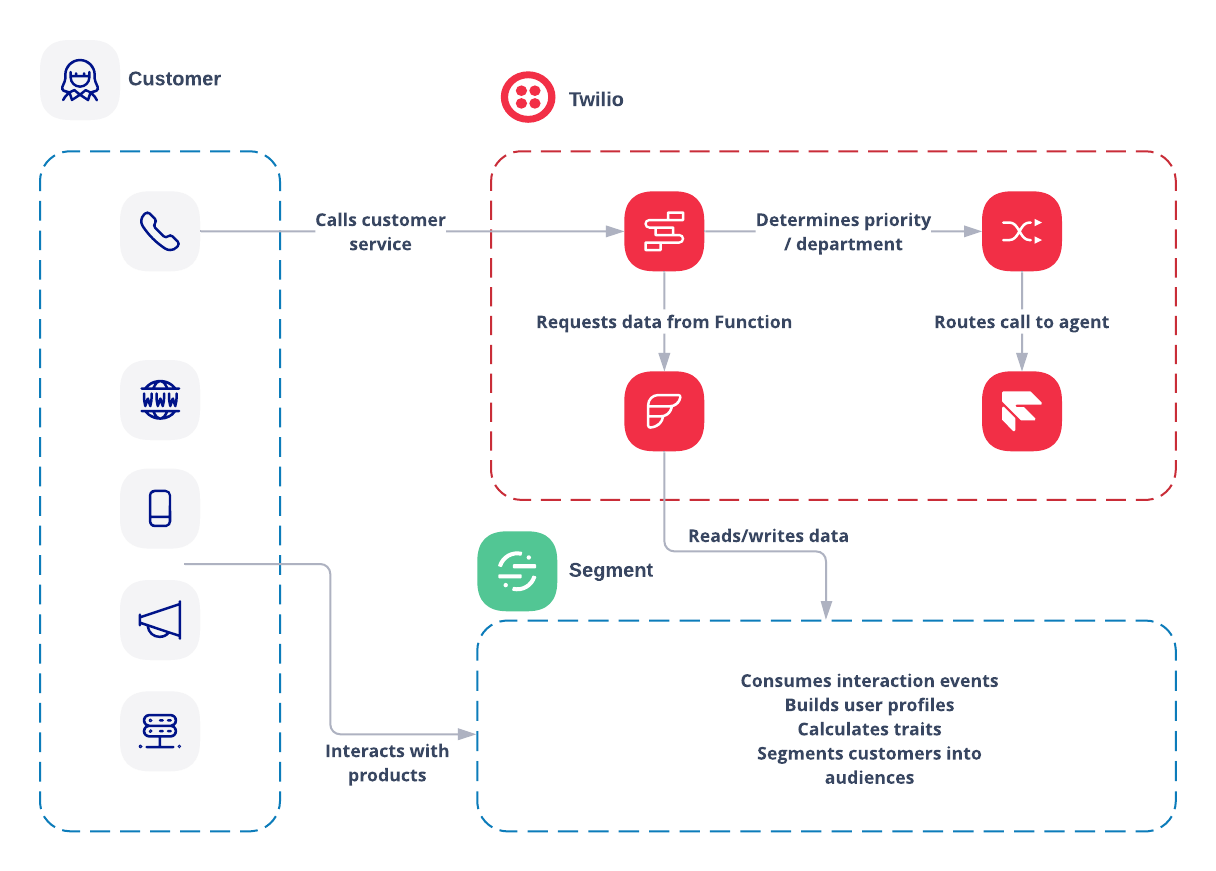 Customer
Twilio
Calls customer
service
Determines priority
/ department
Requests data from Function
Routes call to agent
WWW
Reads/writes data
Segment
Interacts with
products
Consumes interaction events
Builds user profiles
Calculates traits
Segments customers into
audiences